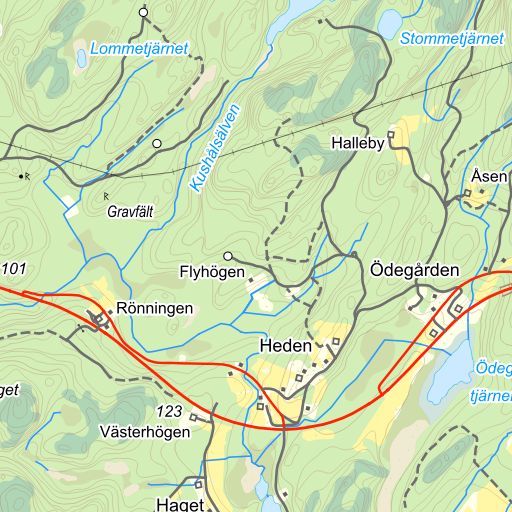 Lommetjärnet
Stommetjärnet
Kushälsälven
Halleby
Åsen
R
R
Gravfält
101
Flyhögen
Ödegården
Rönningen
Heden
Ödeg
tjärnet
get
123
Västerhögen
Haget